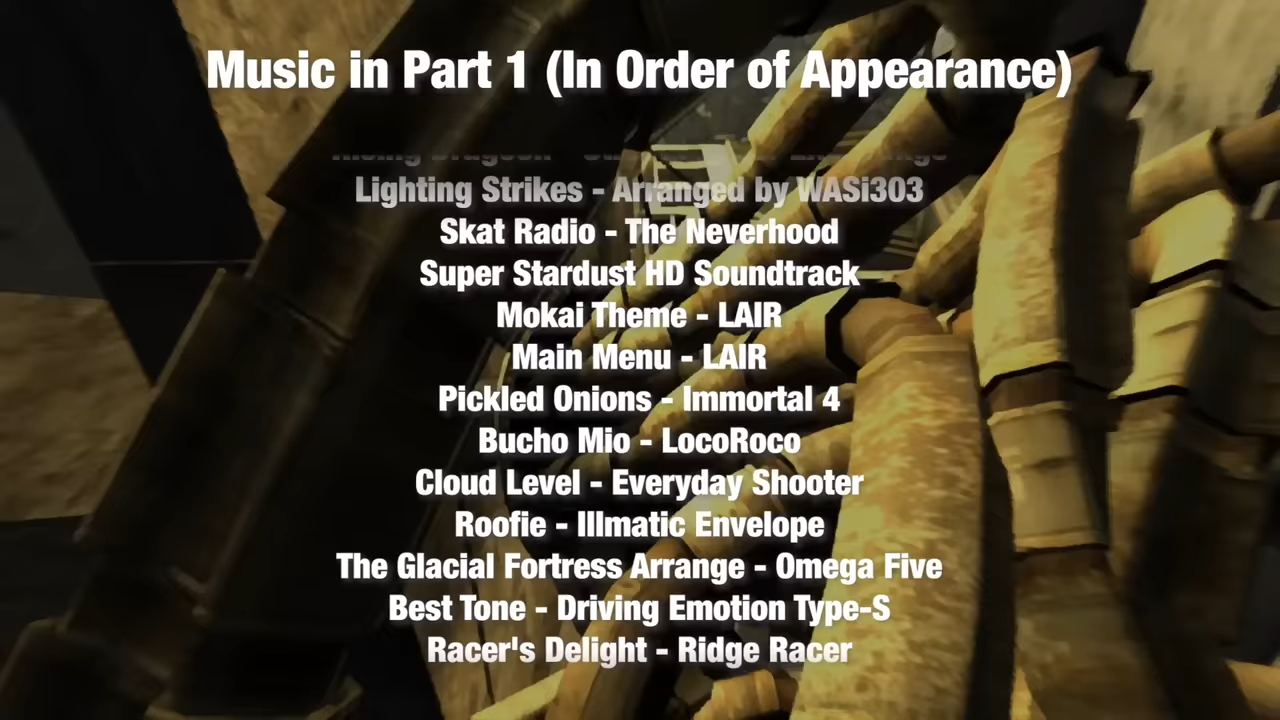 Music in Part 1 (In Order of Appearance)
Lighting Strikes - Arranged by WASi303
Skat Radio - The Neverhood
Super Stardust HD Soundtrack
Mokai Theme - LAIR
Main Menu - LAIR
Pickled Onions - Immortal 4
Bucho Mio - LocoRoco
Cloud Level - Everyday Shooter
Roofie - Illmatic Envelope
The Glacial Fortress Arrange - Omega Five
Best Tone - Driving Emotion Type-S
Racer's Delight - Ridge Racer